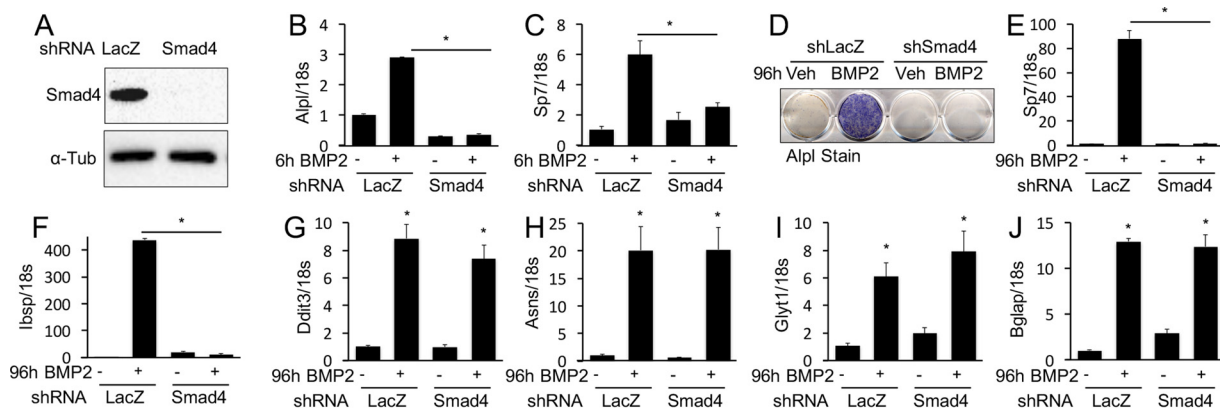 A
shRNA LacZ Smad4
Smad4
α-Tub
B
Alpl/18s
4
3
2
1
0
*
6h BMP2 - + - +
shRNA LacZ Smad4
C
Sp7/18s
8
6
4
2
0
*
6h BMP2 - + - +
shRNA LacZ Smad4
D
shLacZ shSmad4
96h Veh BMP2 Veh BMP2
Alpl Stain
E
Sp7/18s
100
80
60
40
20
0
*
96h BMP2 - + - +
shRNA LacZ Smad4
F
Ibsp/18s
400
300
200
100
0
*
96h BMP2 - + - +
shRNA LacZ Smad4
G
Ddit3/18s
10
8
6
4
2
0
* *
96h BMP2 - + - +
shRNA LacZ Smad4
H
Asns/18s
25
20
15
10
5
0
* *
96h BMP2 - + - +
shRNA LacZ Smad4
I
Glyt1/18s
10
8
6
4
2
0
* *
96h BMP2 - + - +
shRNA LacZ Smad4
J
Bglap/18s
15
10
5
0
* *
96h BMP2 - + - +
shRNA LacZ Smad4